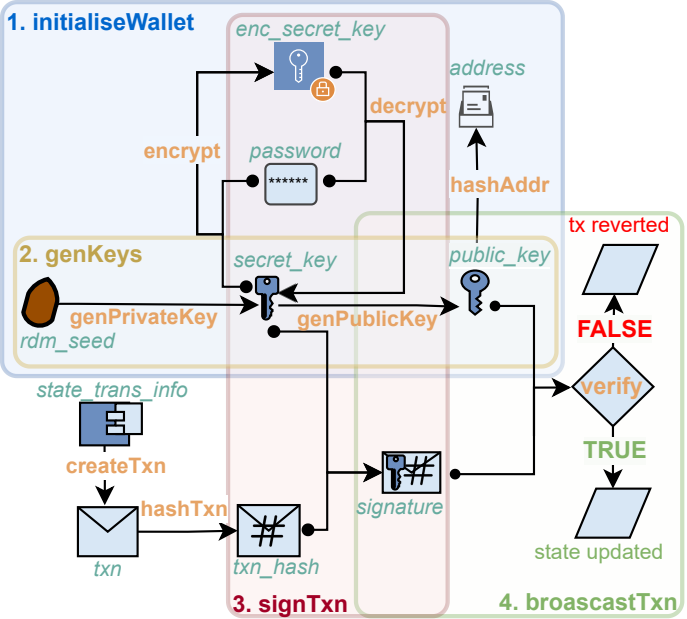 1. initialiseWallet
enc_secret_key
address
decrypt
encrypt
password
******
hashAddr
tx reverted
2. genKeys
secret_key
public_key
genPrivateKey
genPublicKey
rdm_seed
FALSE
state_trans_info
verify
createTxn
TRUE
hashTxn
#
#
signature
txn
txn_hash
state updated
3. signTxn
4. broascastTxn